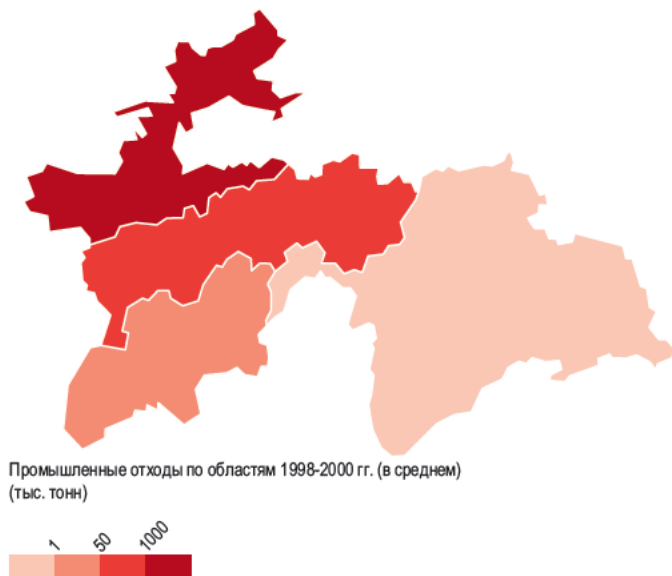 Промышленные отходы по областям 1998-2000 гг. (в среднем)
(тыс. тонн)
1 50 1000